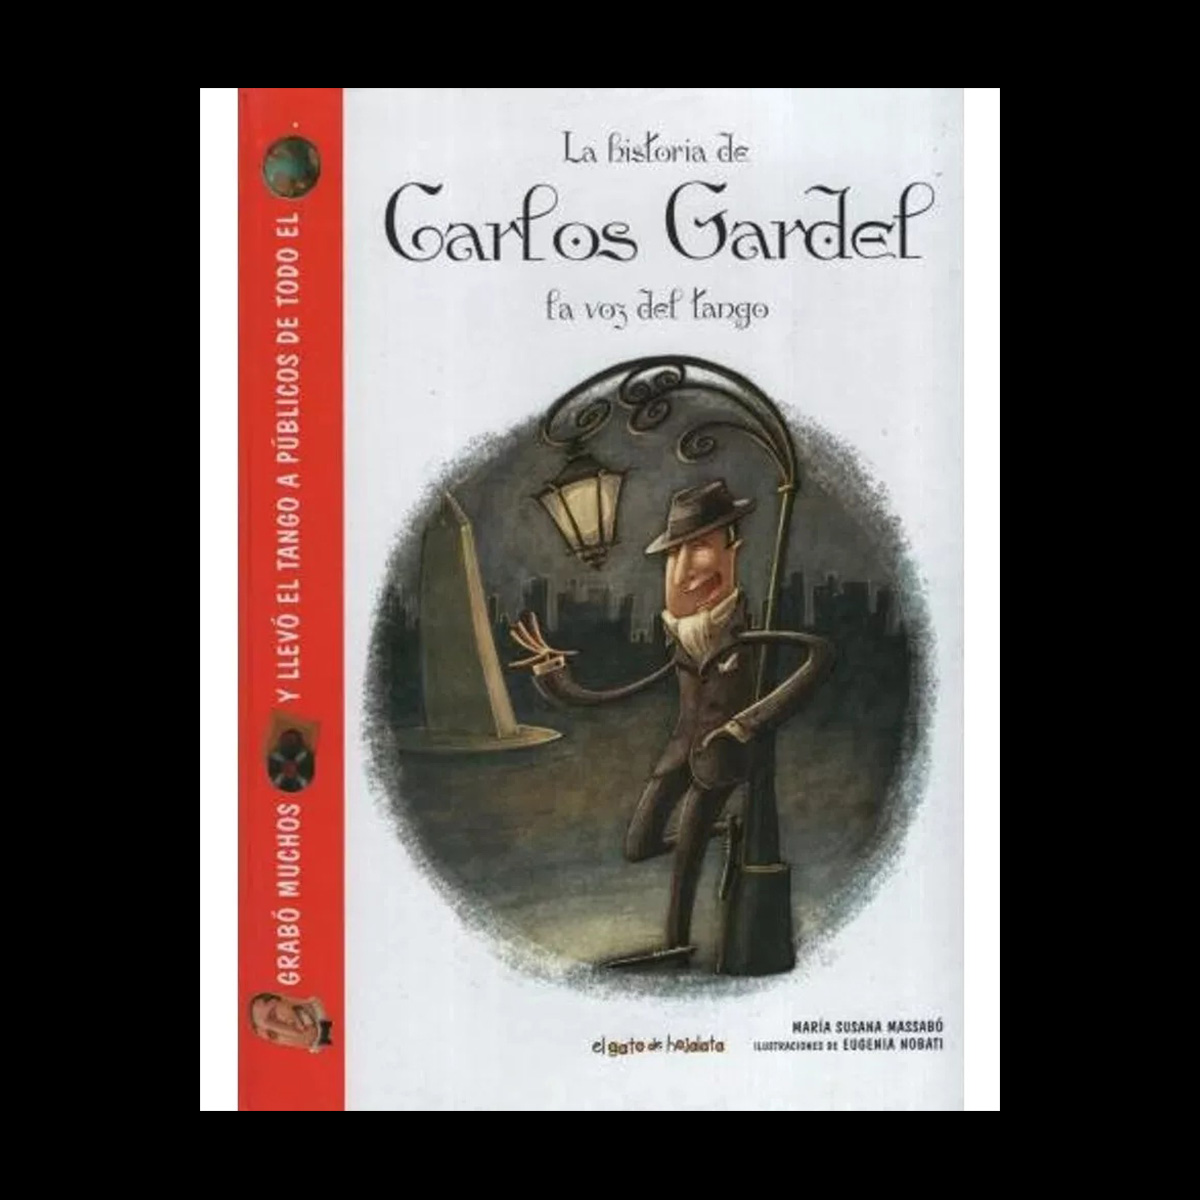 La historia de
Carlos Gardel
la voz del tango
GRABÓ MUCHOS Y LLEVÓ EL TANGO A PÚBLICOS DE TODO EL .
MARÍA SUSANA MASSABÓ
el gato de hojalata
ILUSTRACIONES DE EUGENIA NOBATI